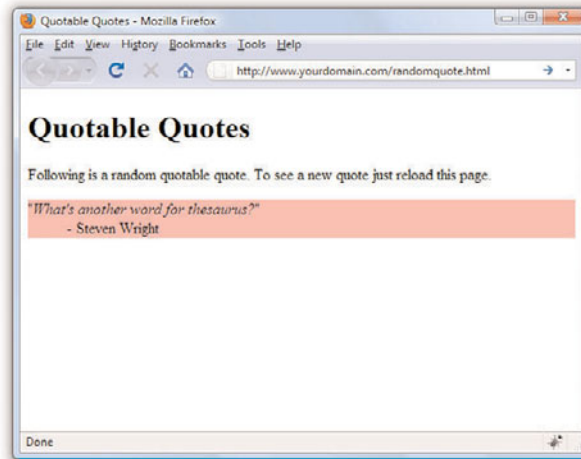 Quotable Quotes - Mozilla Firefox
File Edit View History Bookmarks Tools Help
http://www.yourdomain.com/randomquote.html
Quotable Quotes
Following is a random quotable quote. To see a new quote just reload this page.
"What's another word for thesaurus?"
- Steven Wright
Done